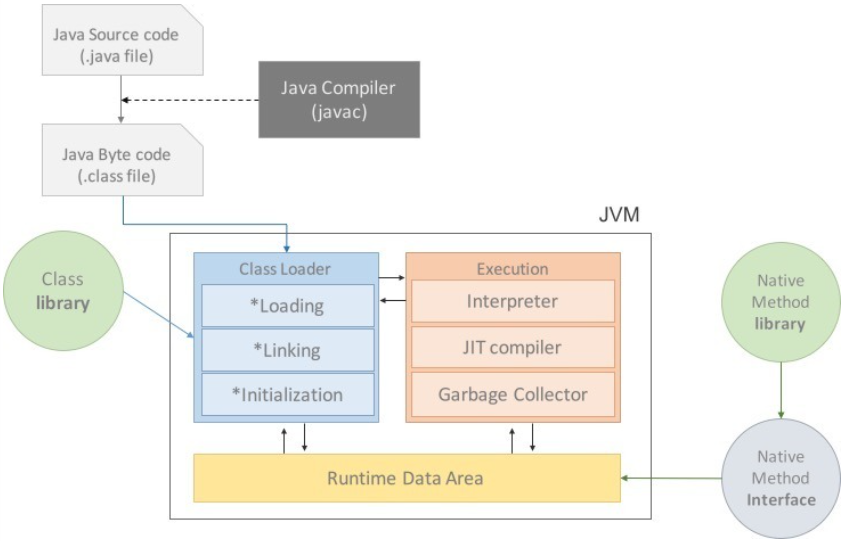 Java Source code
(.java file)
Java Compiler
(javac)
Java Byte code
(.class file)
JVM
Class
library
Class Loader
*Loading
*Linking
*Initialization
Execution
Interpreter
JIT compiler
Garbage Collector
Runtime Data Area
Native
Method
library
Native
Method
Interface